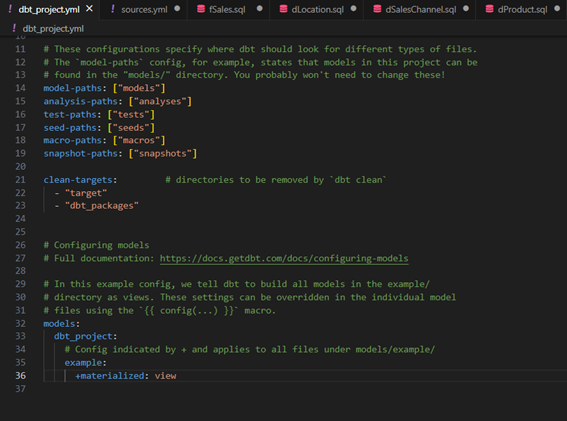 dbt_project.yml
sources.yml
fSales.sql
dLocation.sql
dSalesChannel.sql
dProduct.sql
dbt_project.yml
11 # These configurations specify where dbt should look for different types of files.
12 # The `model-paths` config, for example, states that models in this project can be
13 # found in the "models/" directory. You probably won't need to change these!
14 model-paths: ["models"]
15 analysis-paths: ["analyses"]
16 test-paths: ["tests"]
17 seed-paths: ["seeds"]
18 macro-paths: ["macros"]
19 snapshot-paths: ["snapshots"]
20
21 clean-targets: # directories to be removed by `dbt clean`
22 - "target"
23 - "dbt_packages"
24
25
26 # Configuring models
27 # Full documentation: https://docs.getdbt.com/docs/configuring-models
28
29 # In this example config, we tell dbt to build all models in the example/
30 # directory as views. These settings can be overridden in the individual model
31 # files using the `{{ config(...) }}` macro.
32 models:
33 dbt_project:
34 # Config indicated by + and applies to all files under models/example/
35 example:
36 +materialized: view
37